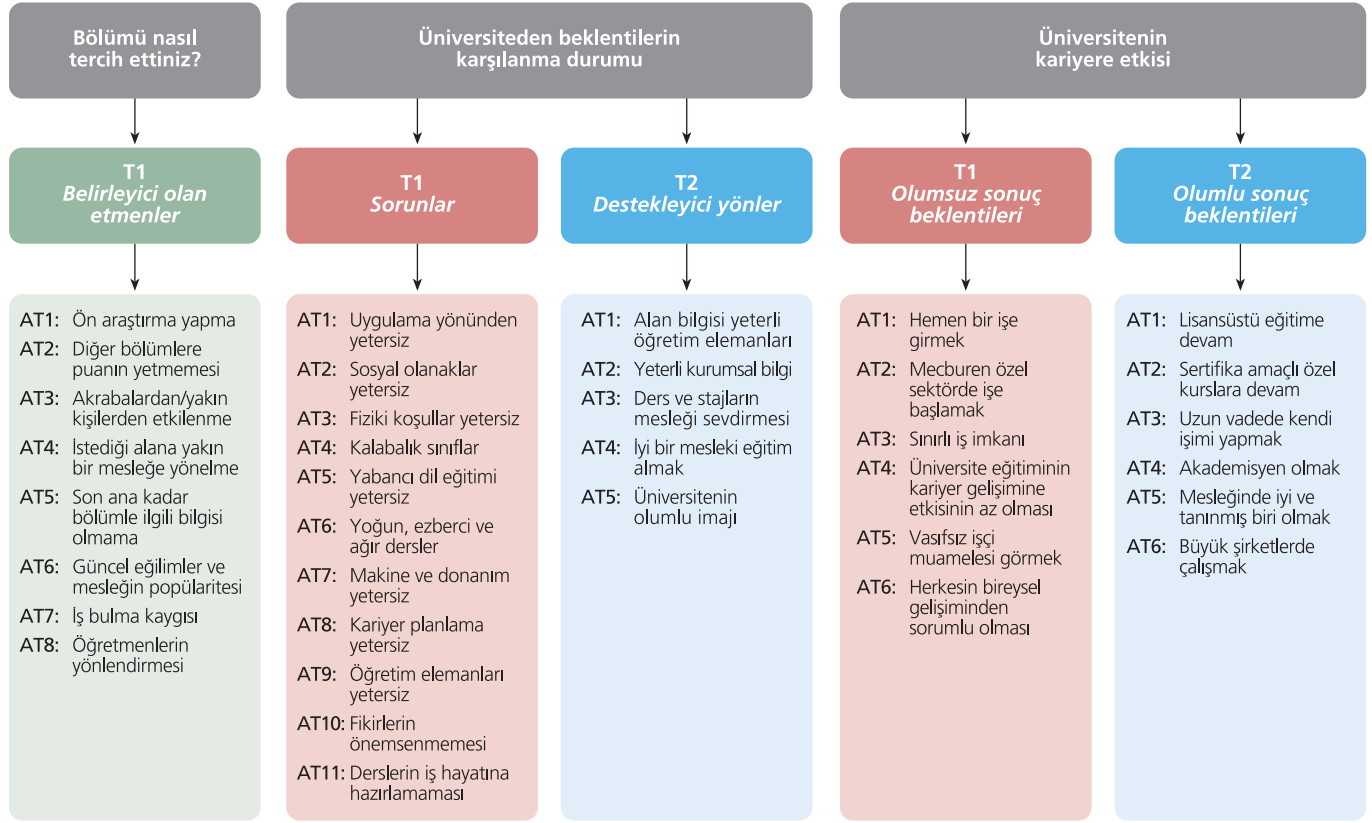 Bölümü nasıl
tercih ettiniz?
Üniversiteden beklentilerin
karşılanma durumu
Üniversitenin
kariyere etkisi
T1
Belirleyici olan
etmenler
T1
Sorunlar
T2
Destekleyici yönler
T1
Olumsuz sonuç
beklentileri
T2
Olumlu sonuç
beklentileri
AT1: Ön araştırma yapma
AT2: Diğer bölümlere
puanın yetmemesi
AT3: Akrabalardan/yakın
kişilerden etkilenme
AT4: İstediği alana yakın
bir mesleğe yönelme
AT5: Son ana kadar
bölümle ilgili bilgisi
olmama
AT6: Güncel eğilimler ve
mesleğin popülaritesi
AT7: İş bulma kaygısı
AT8: Öğretmenlerin
yönlendirmesi
AT1: Uygulama yönünden
yetersiz
AT2: Sosyal olanaklar
yetersiz
AT3: Fiziki koşullar yetersiz
AT4: Kalabalık sınıflar
AT5: Yabancı dil eğitimi
yetersiz
AT6: Yoğun, ezberci ve
ağır dersler
AT7: Makine ve donanım
yetersiz
AT8: Kariyer planlama
yetersiz
AT9: Öğretim elemanları
yetersiz
AT10: Fikirlerin
önemsenmemesi
AT11: Derslerin iş hayatına
hazırlamaması
AT1: Alan bilgisi yeterli
öğretim elemanları
AT2: Yeterli kurumsal bilgi
AT3: Ders ve stajların
mesleği sevdirmesi
AT4: İyi bir mesleki eğitim
almak
AT5: Üniversitenin
olumlu imajı
AT1: Hemen bir işe
girmek
AT2: Mecburen özel
sektörde işe
başlamak
AT3: Sınırlı iş imkanı
AT4: Üniversite eğitiminin
kariyer gelişimine
etkisinin az olması
AT5: Vasıfsız işçi
muamelesi görmek
AT6: Herkesin bireysel
gelişiminden
sorumlu olması
AT1: Lisansüstü eğitime
devam
AT2: Sertifika amaçlı özel
kurslara devam
AT3: Uzun vadede kendi
işimi yapmak
AT4: Akademisyen olmak
AT5: Mesleğinde iyi ve
tanınmış biri olmak
AT6: Büyük şirketlerde
çalışmak